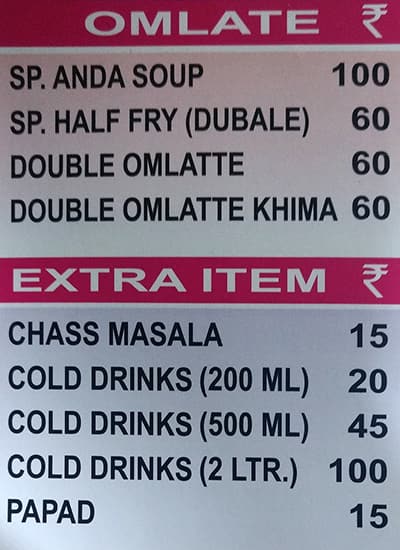 OMLATE ₹
SP. ANDA SOUP 100
SP. HALF FRY (DUBALE) 60
DOUBLE OMLATTE 60
DOUBLE OMLATTE KHIMA 60
EXTRA ITEM ₹
CHASS MASALA 15
COLD DRINKS (200 ML) 20
COLD DRINKS (500 ML) 45
COLD DRINKS (2 LTR.) 100
PAPAD 15